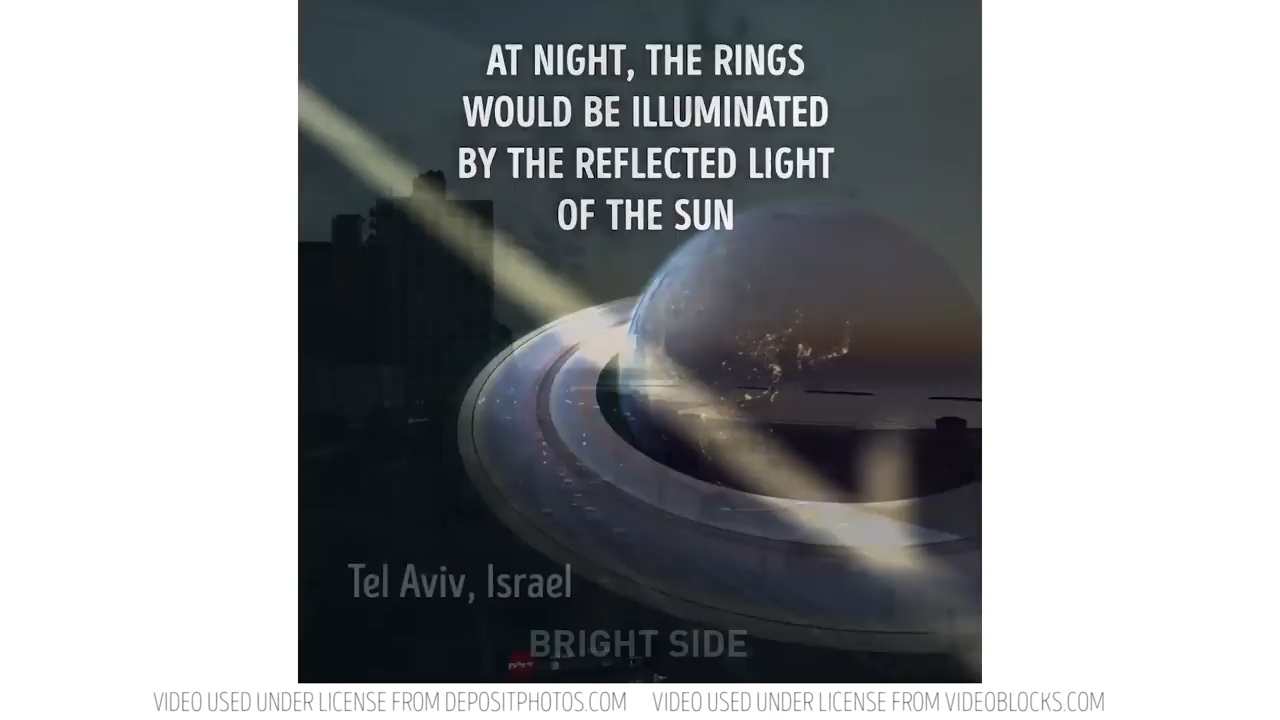 AT NIGHT, THE RINGS
WOULD BE ILLUMINATED
BY THE REFLECTED LIGHT
OF THE SUN
Tel Aviv, Israel
BRIGHT SIDE
VIDEO USED UNDER LICENSE FROM DEPOSITPHOTOS.COM VIDEO USED UNDER LICENSE FROM VIDEOBLOCKS.COM